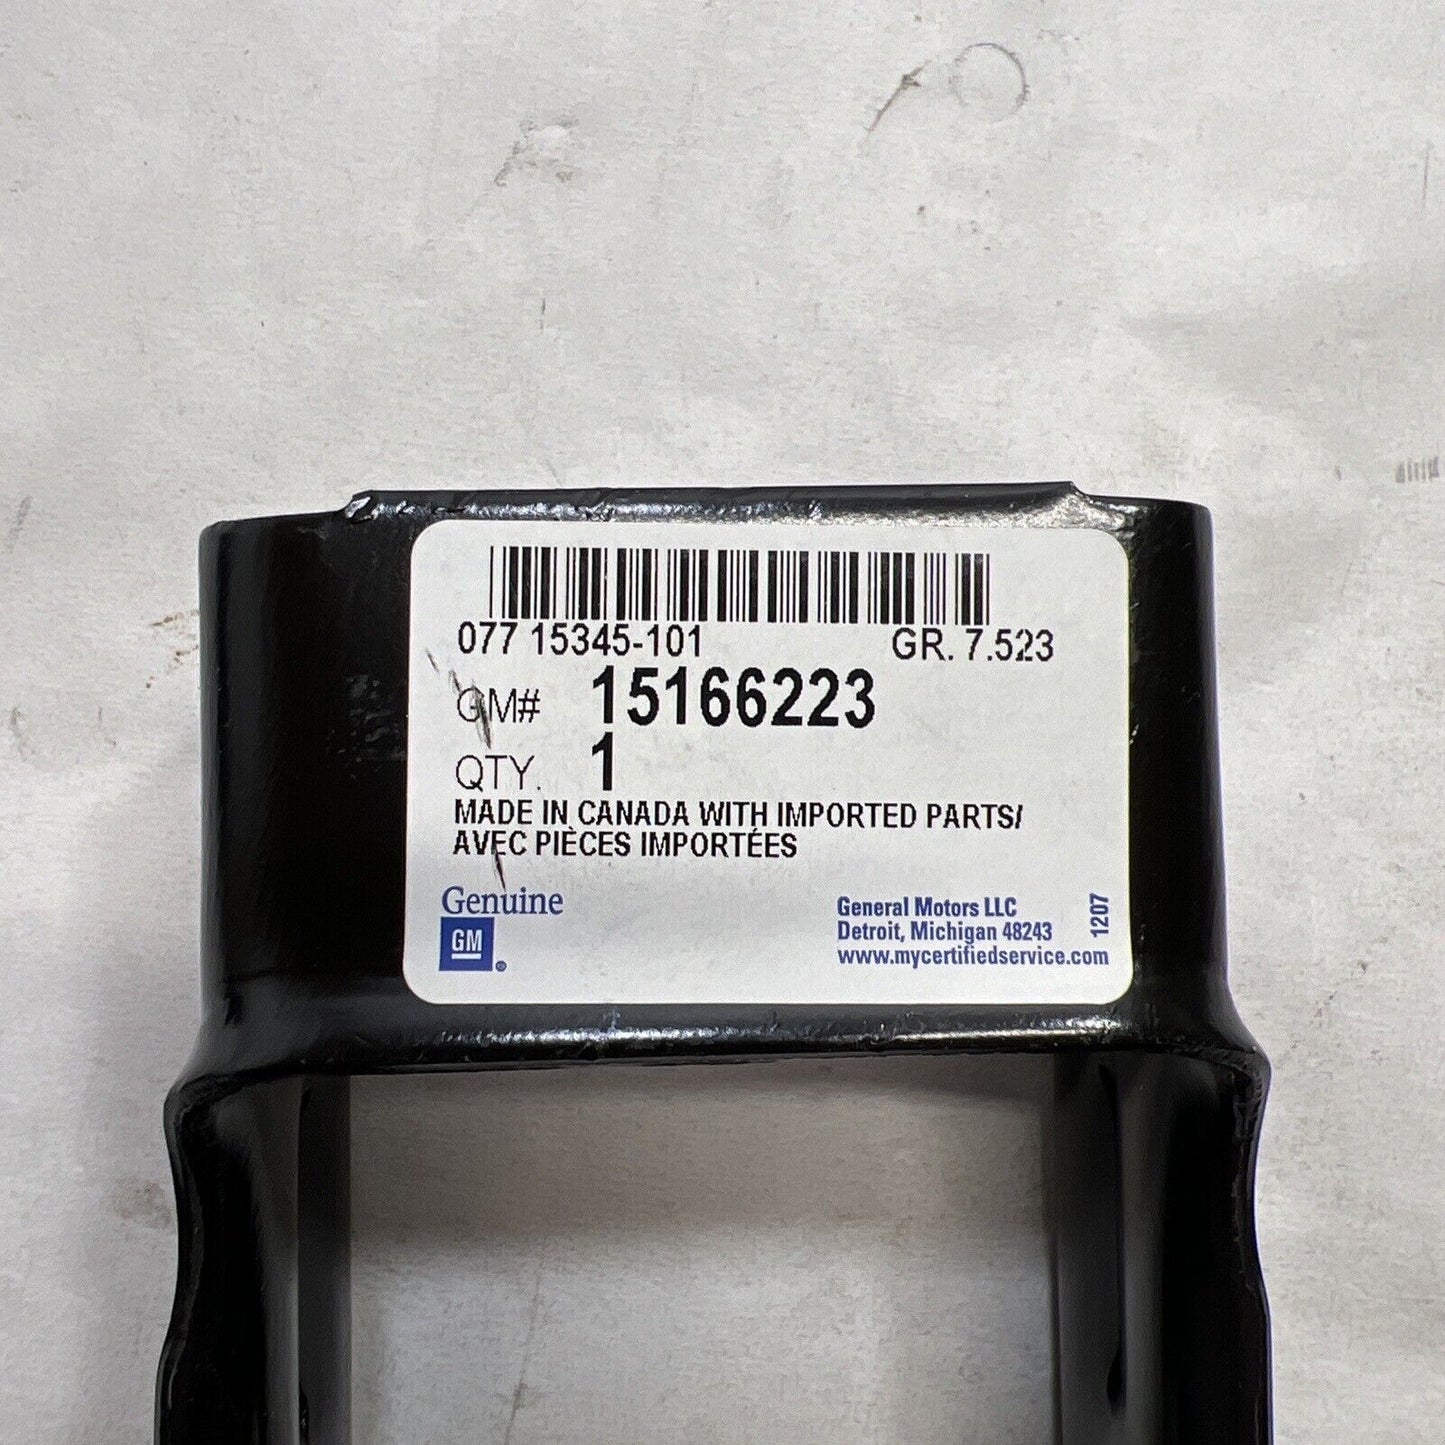 077 15345-101 GR. 7.523
GM# 15166223
QTY. 1
MADE IN CANADA WITH IMPORTED PARTS/
AVEC PIÈCES IMPORTÉES
Genuine
GM®
General Motors LLC
Detroit, Michigan 48243
www.mycertifiedservice.com
1207